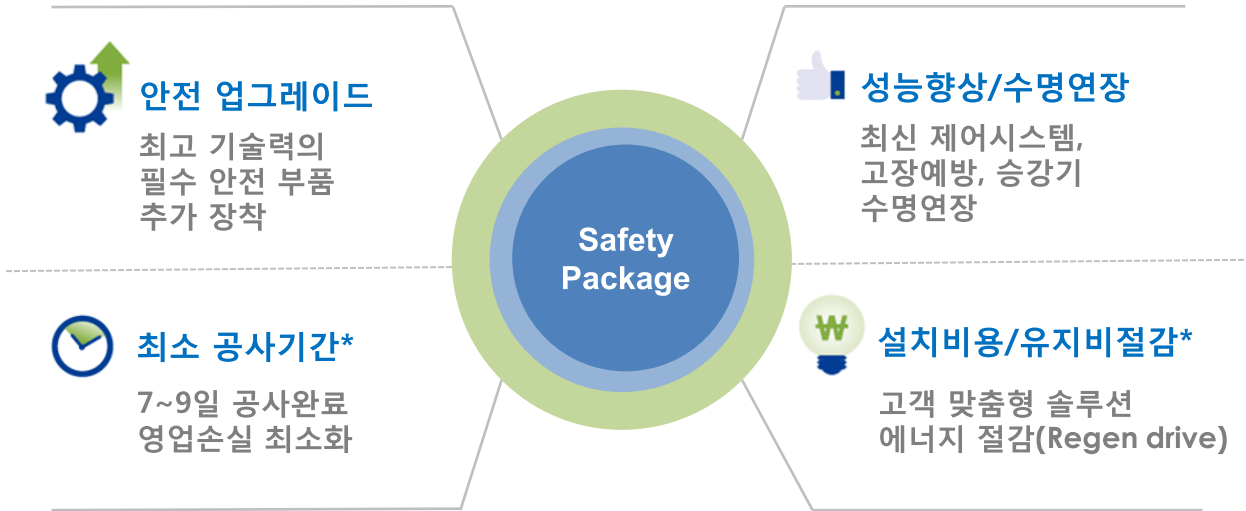 안전 업그레이드
최고 기술력의
필수 안전 부품
추가 장착
성능향상/수명연장
최신 제어시스템,
고장예방, 승강기
수명연장
Safety
Package
최소 공사기간*
7~9일 공사완료
영업손실 최소화
₩
설치비용/유지비절감*
고객 맞춤형 솔루션
에너지 절감(Regen drive)